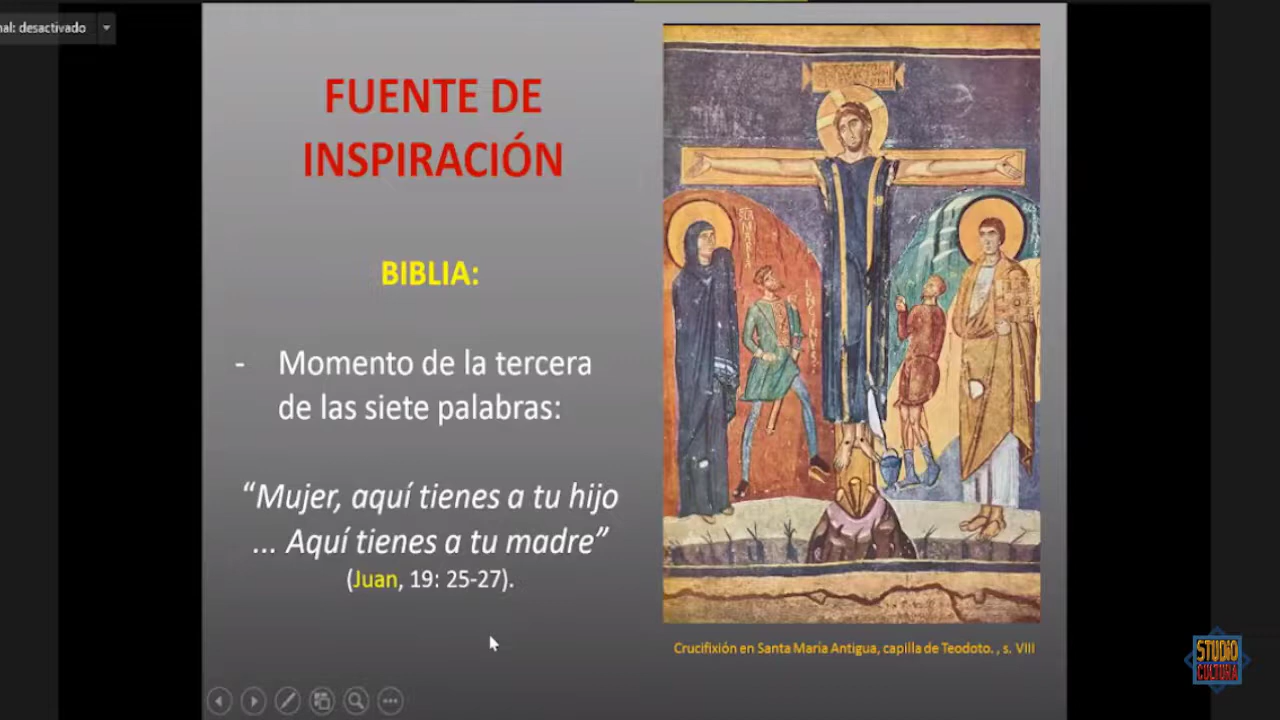 nal: desactivado
FUENTE DE
INSPIRACIÓN
BIBLIA:
- Momento de la tercera
de las siete palabras:
“Mujer, aquí tienes a tu hijo
... Aquí tienes a tu madre”
(Juan, 19: 25-27).
Crucifixión en Santa María Antigua, capilla de Teodoto. , s. VIII
STUDIO
CULTURA